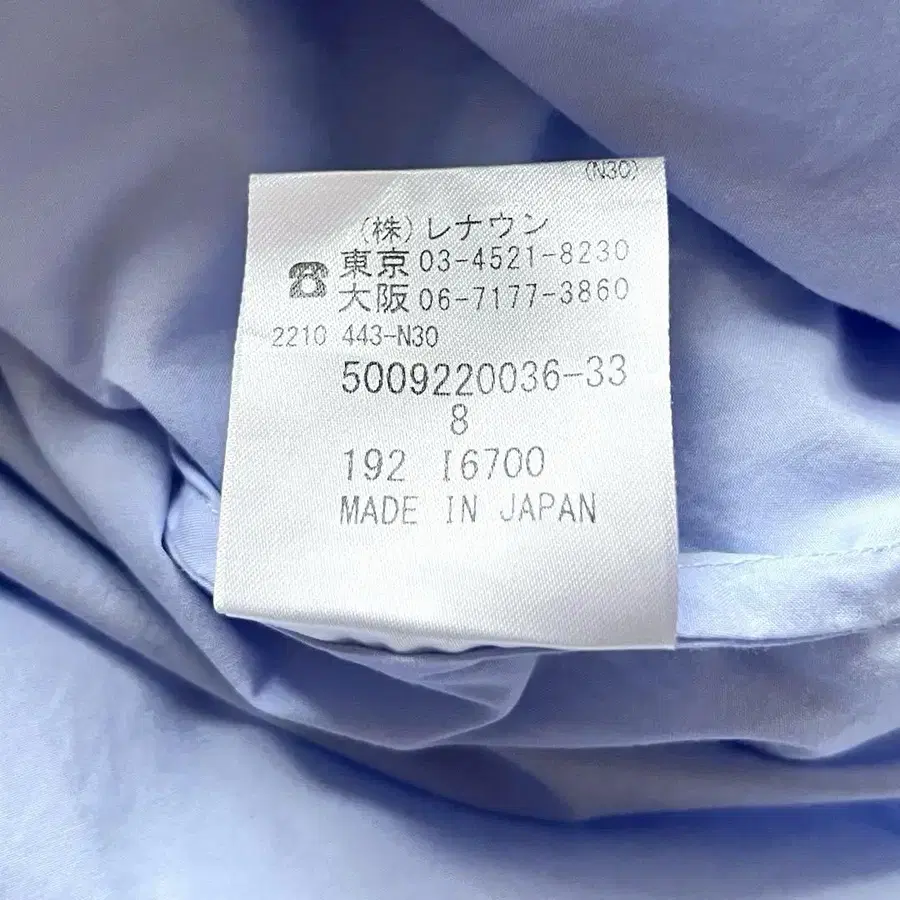 (N30)
(株)レナウン
☎東京 03-4521-8230
大阪 06-7177-3860
2210 443-N30
5009220036-33
8
192 I6700
MADE IN JAPAN